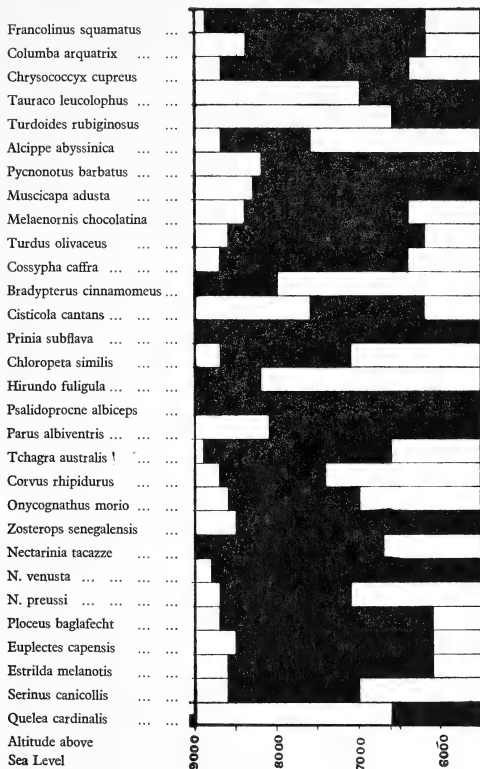 Francolinus squamatus ...
Columba arquatrix ... ...
Chrysococcyx cupreus ...
Tauraco leucolophus ... ...
Turdoides rubiginosus ...
Alcippe abyssinica ... ...
Pycnonotus barbatus ...
Muscicapa adusta ... ...
Melaenornis chocolatina ...
Turdus olivaceus ... ...
Cossypha caffra ... ... ...
Bradypterus cinnamomeus ...
Cisticola cantans ... ... ...
Prinia subflava ... ...
Chloropeta similis ... ...
Hirundo fuligula ... ... ...
Psalidoprocne albiceps ...
Parus albiventris ... ... ...
Tchagra australis ... ...
Corvus rhipidurus ... ...
Onycognathus morio ... ...
Zosterops senegalensis ...
Nectarinia tacazze ... ...
N. venusta ... ... ... ...
N. preussi ... ... ... ...
Ploceus baglafecht ... ...
Euplectes capensis ... ...
Estrilda melanotis ... ...
Serinus canicollis ... ...
Quelea cardinalis ... ...
Altitude above
Sea Level
9000 8000 7000 6000